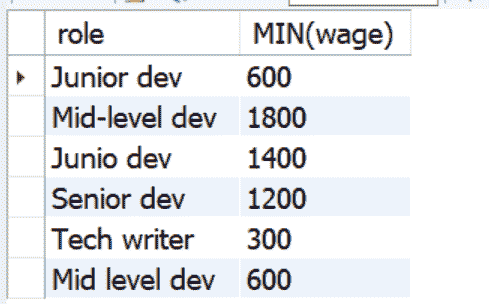 role MIN(wage)
Junior dev 600
Mid-level dev 1800
Junio dev 1400
Senior dev 1200
Tech writer 300
Mid level dev 600